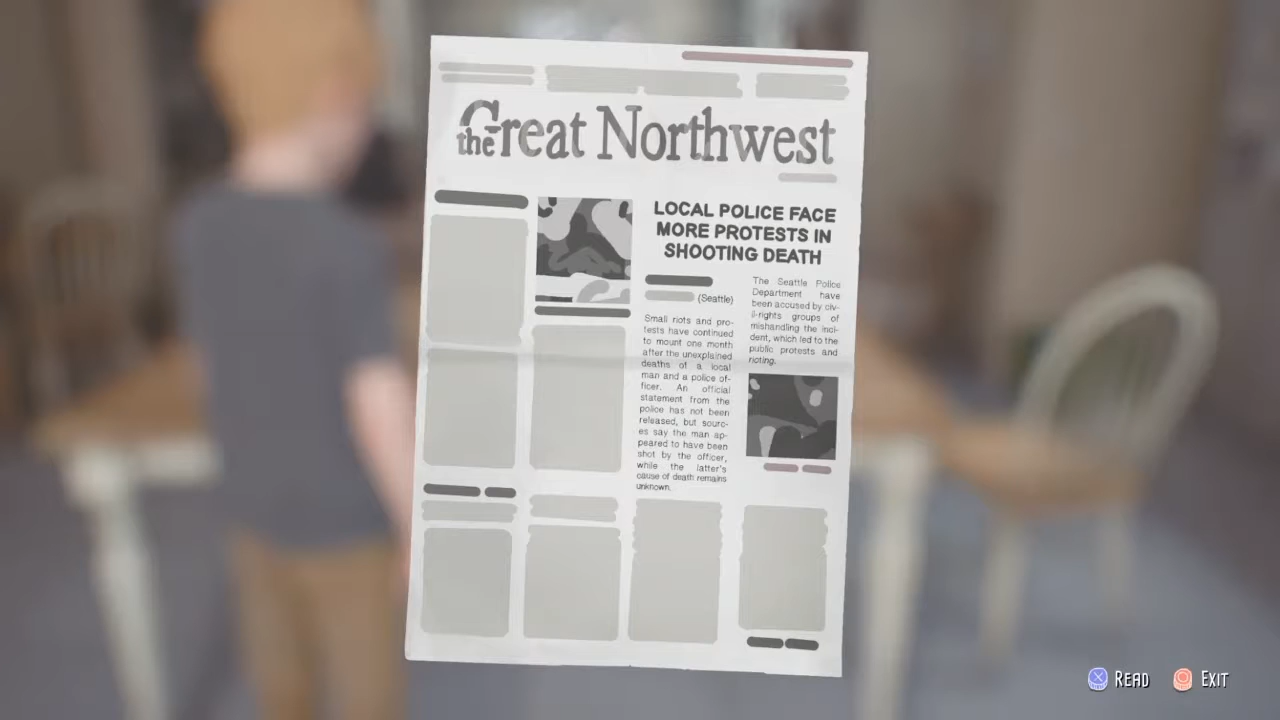 the Great Northwest
LOCAL POLICE FACE
MORE PROTESTS IN
SHOOTING DEATH
(Seattle)
Small riots and pro-
tests have continued
to mount one month
after the unexplained
deaths of a local
man and a police of-
ficer. An official
statement from the
police has not been
released, but sourc-
es say the man ap-
peared to have been
shot by the officer,
while the latter's
cause of death remains
unknown.
The Seattle Police
Department have
been accused by civ-
il-rights groups of
mishandling the inci-
dent, which led to the
public protests and
rioting.
READ
EXIT